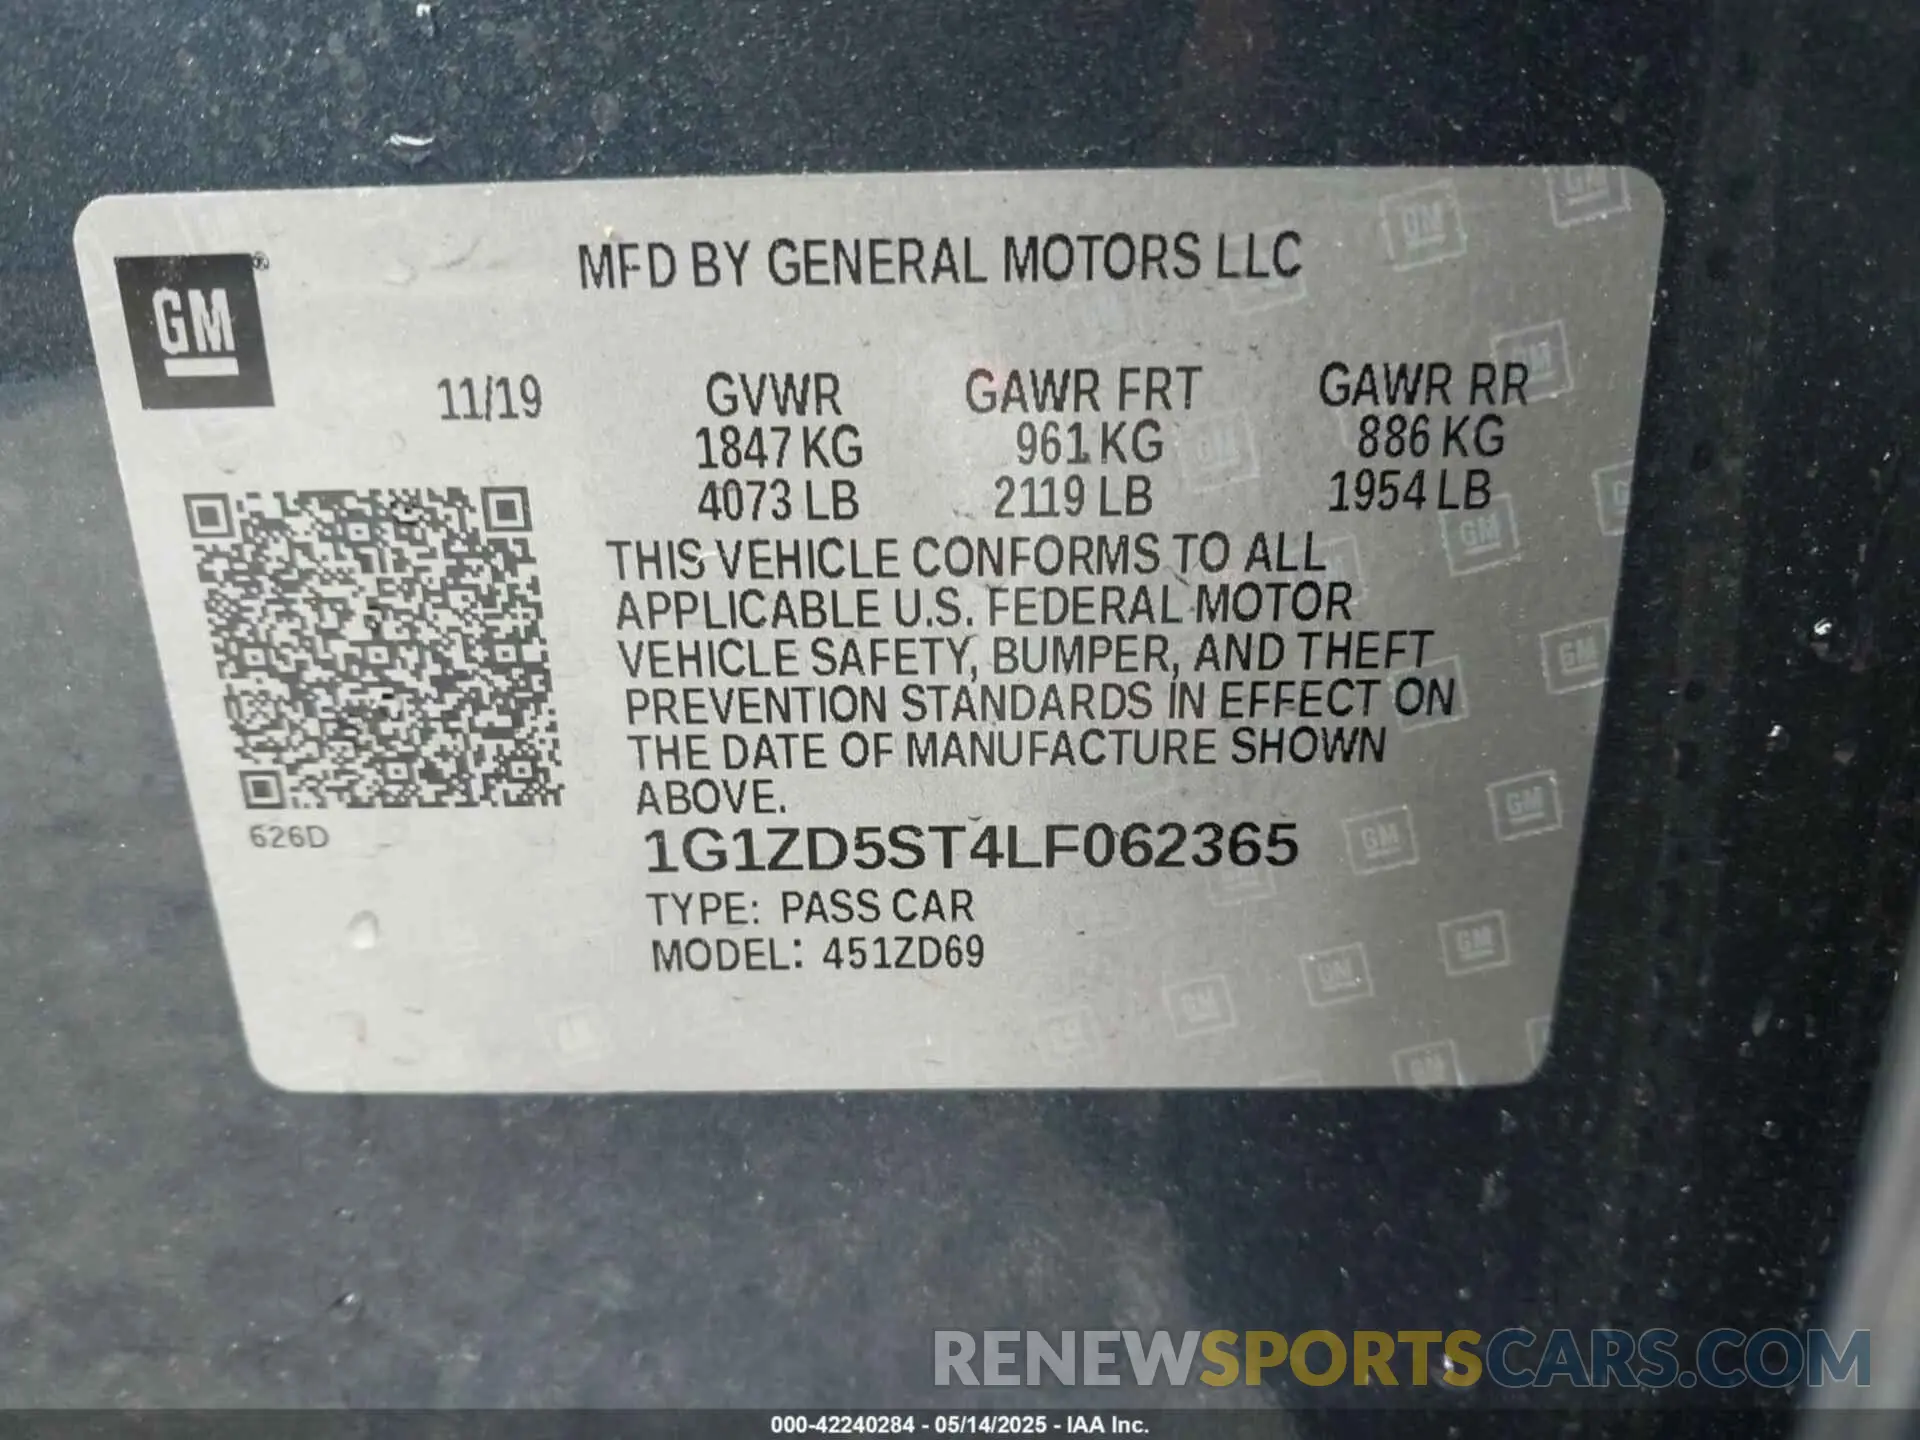 MFD BY GENERAL MOTORS LLC
GM®
11/19 GVWR GAWR FRT GAWR RR
1847 KG 961 KG 886 KG
4073 LB 2119 LB 1954 LB
THIS VEHICLE CONFORMS TO ALL
APPLICABLE U.S. FEDERAL MOTOR
VEHICLE SAFETY, BUMPER, AND THEFT
PREVENTION STANDARDS IN EFFECT ON
THE DATE OF MANUFACTURE SHOWN
ABOVE.
626D
1G1ZD5ST4LF062365
TYPE: PASS CAR
MODEL: 451ZD69
RENEWSPORTSCARS.COM
000-42240284 - 05/14/2025 - IAA Inc.